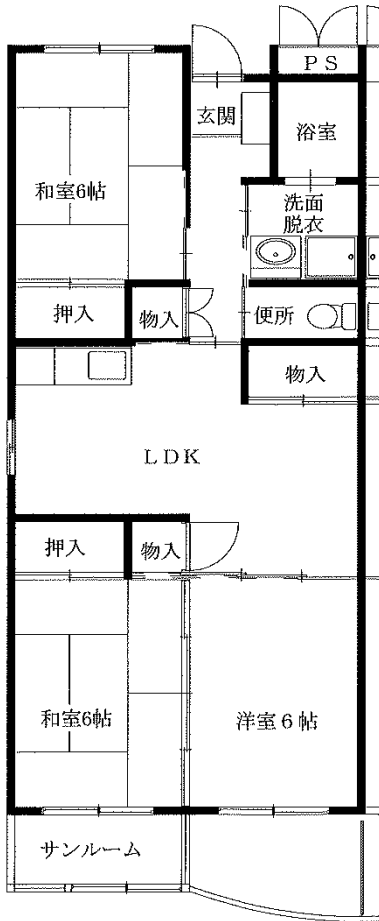 PS
玄関
浴室
和室6帖
洗面
脱衣
押入
物入
便所
物入
LDK
押入
物入
和室6帖
洋室6帖
サンルーム